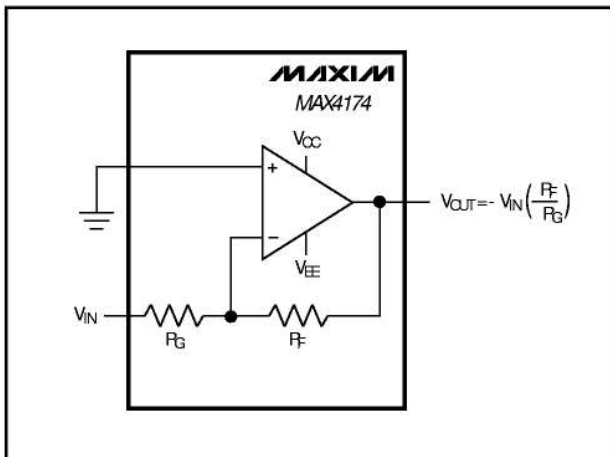 MAXIM
MAX4174
VCC
+
−
VEE
VOUT = - VIN (RF/RG)
VIN
RG
RF